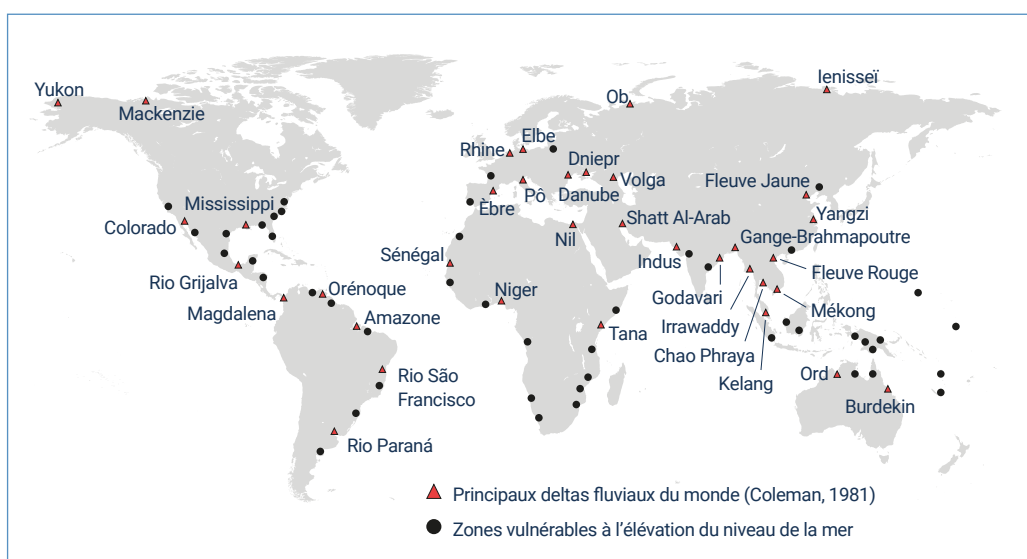 Yukon
Mackenzie
Ob
Ienisseï
Elbe
Rhine
Dniepr
Volga
Pô
Danube
Èbre
Fleuve Jaune
Mississippi
Colorado
Yangzi
Shatt Al-Arab
Nil
Gange-Brahmapoutre
Sénégal
Indus
Fleuve Rouge
Rio Grijalva
Orénoque
Niger
Godavari
Mékong
Magdalena
Irrawaddy
Amazone
Tana
Chao Phraya
Kelang
Rio São
Francisco
Ord
Burdekin
Rio Paraná
Principaux deltas fluviaux du monde (Coleman, 1981)
Zones vulnérables à l’élévation du niveau de la mer